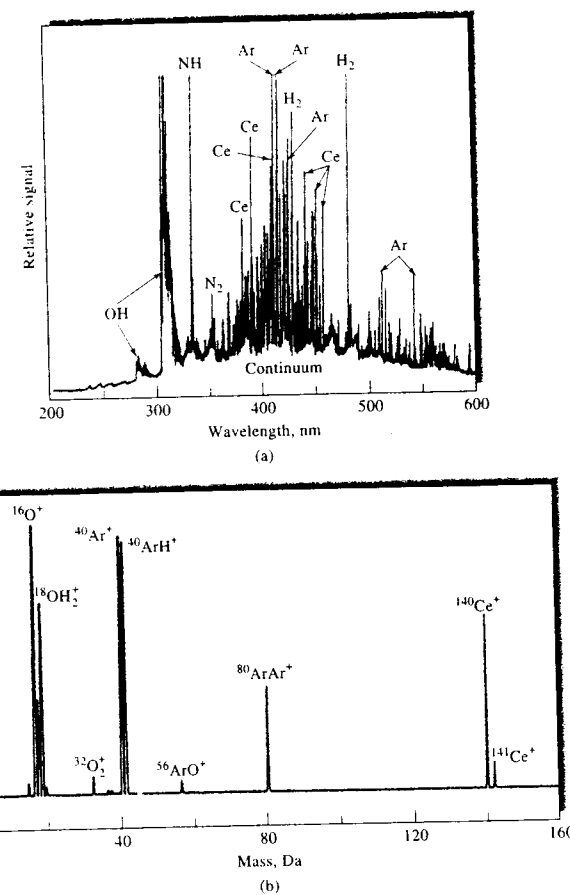 Ar Ar
NH
H2
H2
Ar
Ce
Ce
Ce
Ce
Ar
N2
OH
Continuum
Relative signal
200 300 400 500 600
Wavelength, nm
(a)
16O+
40Ar+
40ArH+
18OH2+
140Ce+
80ArAr+
32O2+
56ArO+
141Ce+
40 80 120 160
Mass, Da
(b)